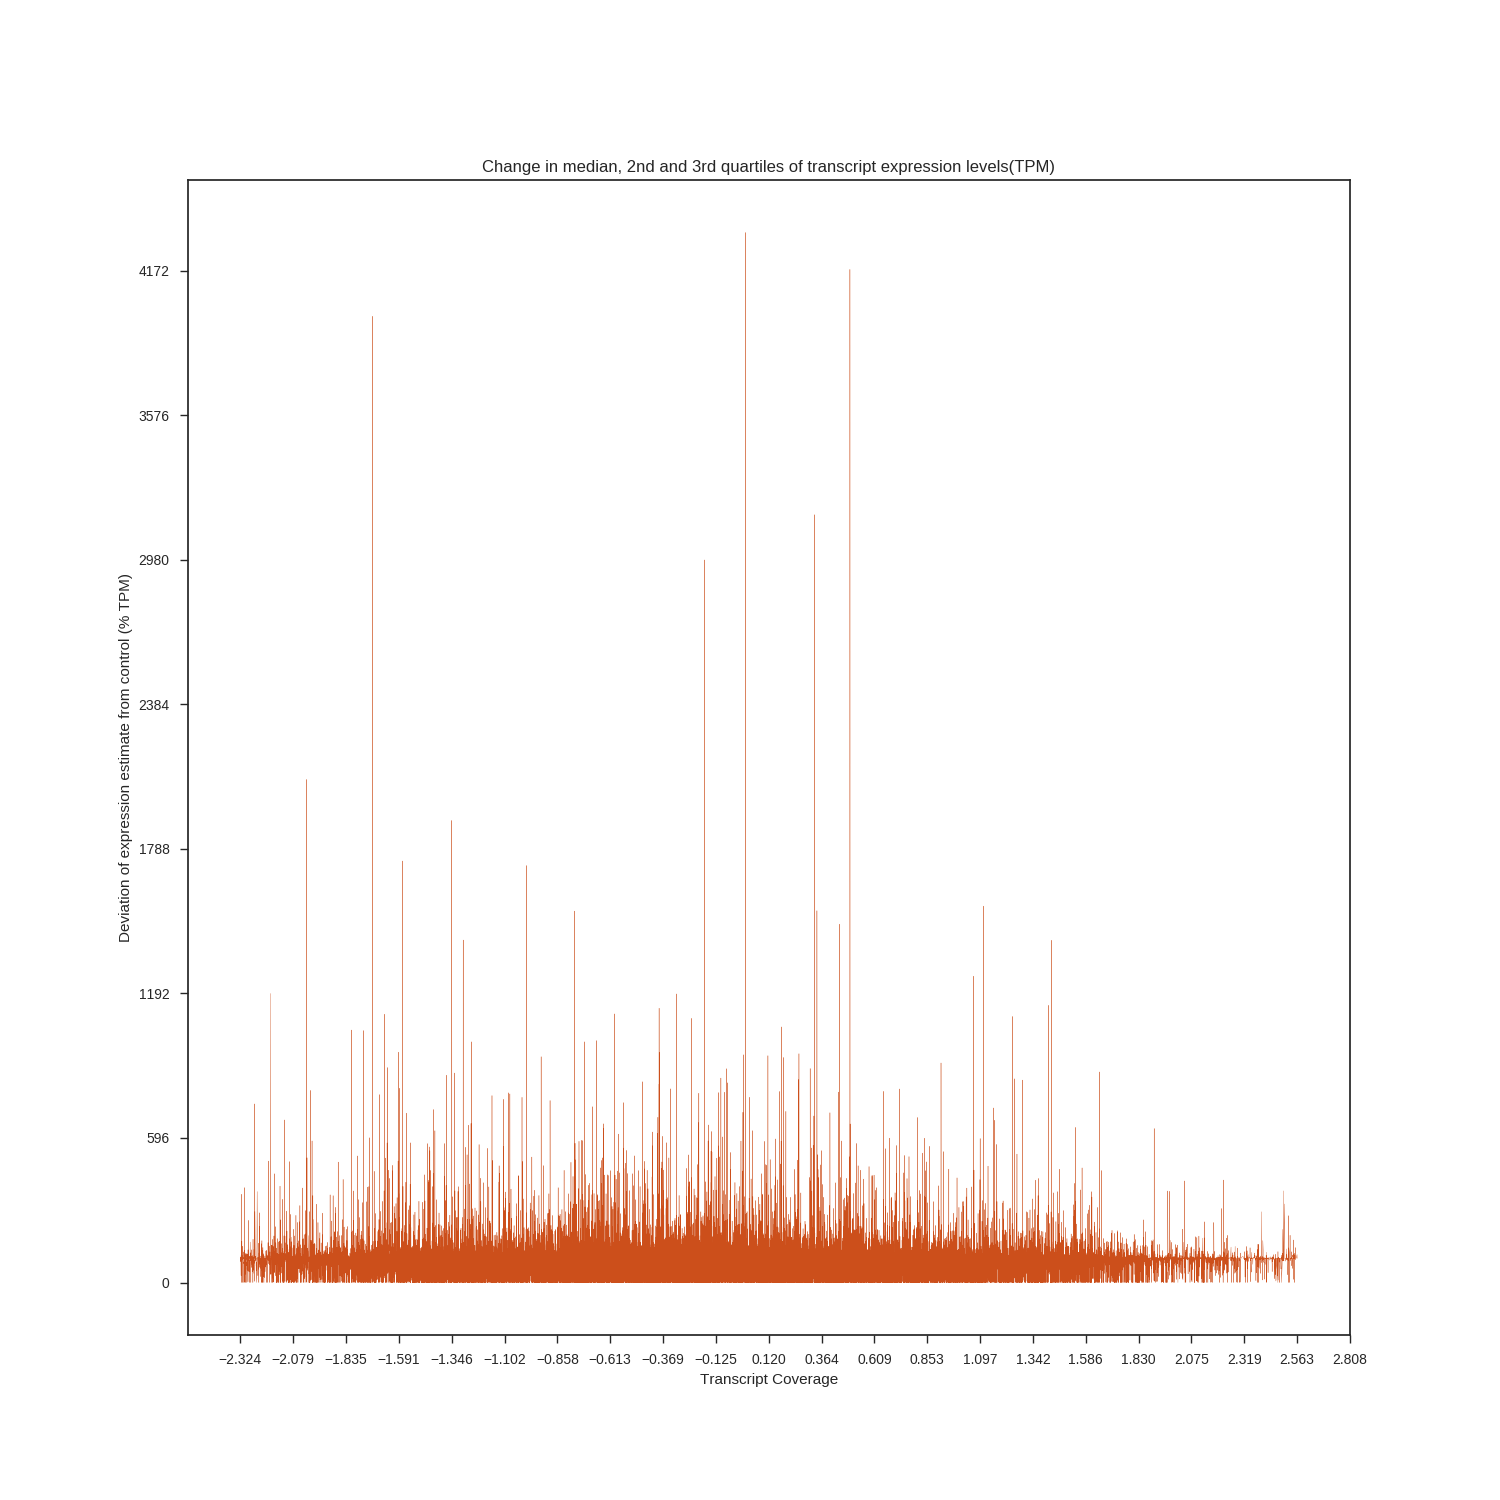 Change in median, 2nd and 3rd quartiles of transcript expression levels(TPM)
Deviation of expression estimate from control (% TPM)
4172
3576
2980
2384
1788
1192
596
0
−2.324 −2.079 −1.835 −1.591 −1.346 −1.102 −0.858 −0.613 −0.369 −0.125 0.120 0.364 0.609 0.853 1.097 1.342 1.586 1.830 2.075 2.319 2.563 2.808
Transcript Coverage